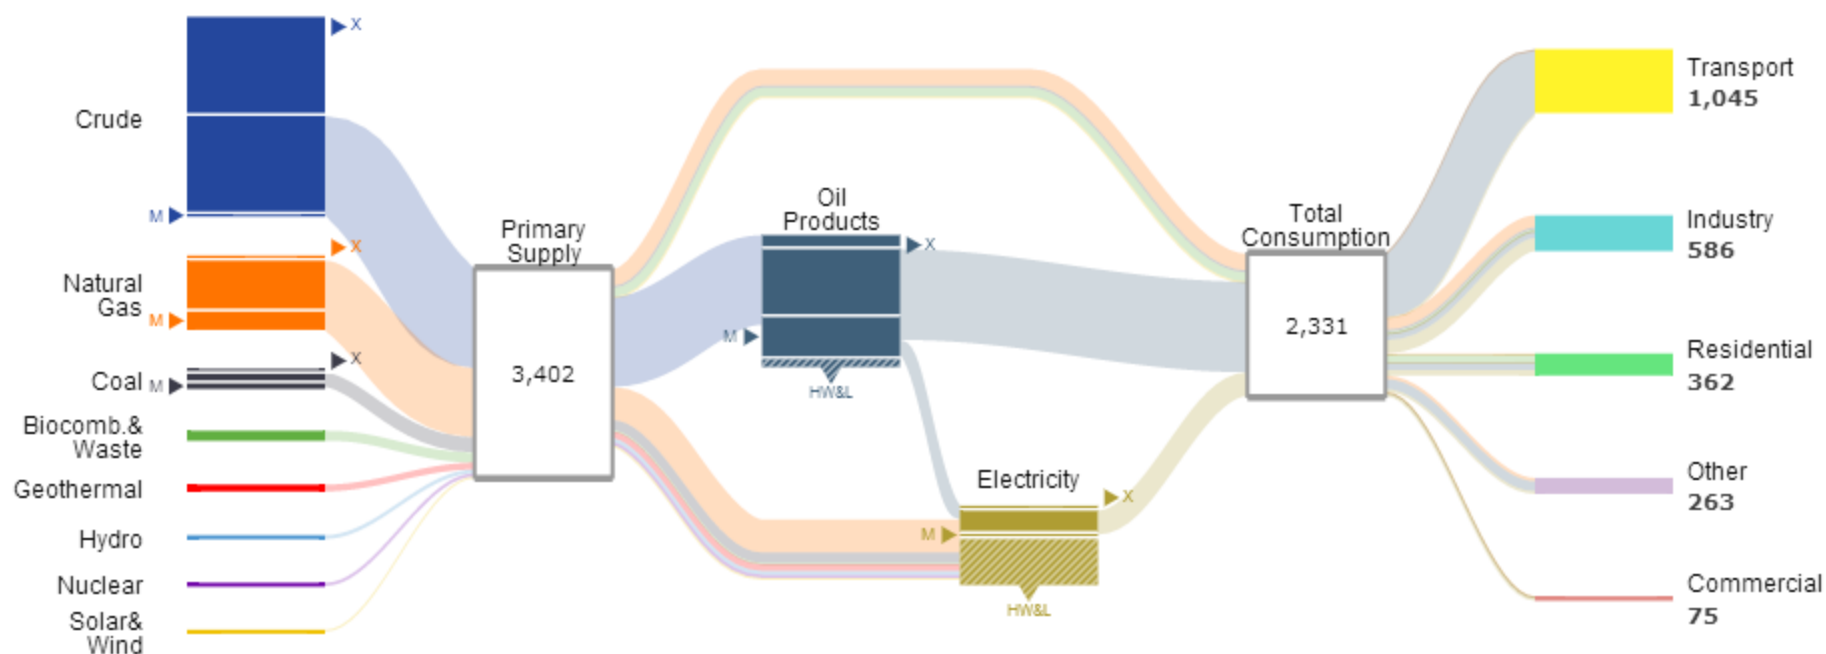 Crude
X
M
Natural
Gas
X
M
Coal
X
M
Biocomb.&
Waste
Geothermal
Hydro
Nuclear
Solar&
Wind
Primary
Supply
3,402
Oil
Products
X
M
HW&L
Electricity
X
M
HW&L
Total
Consumption
2,331
Transport
1,045
Industry
586
Residential
362
Other
263
Commercial
75